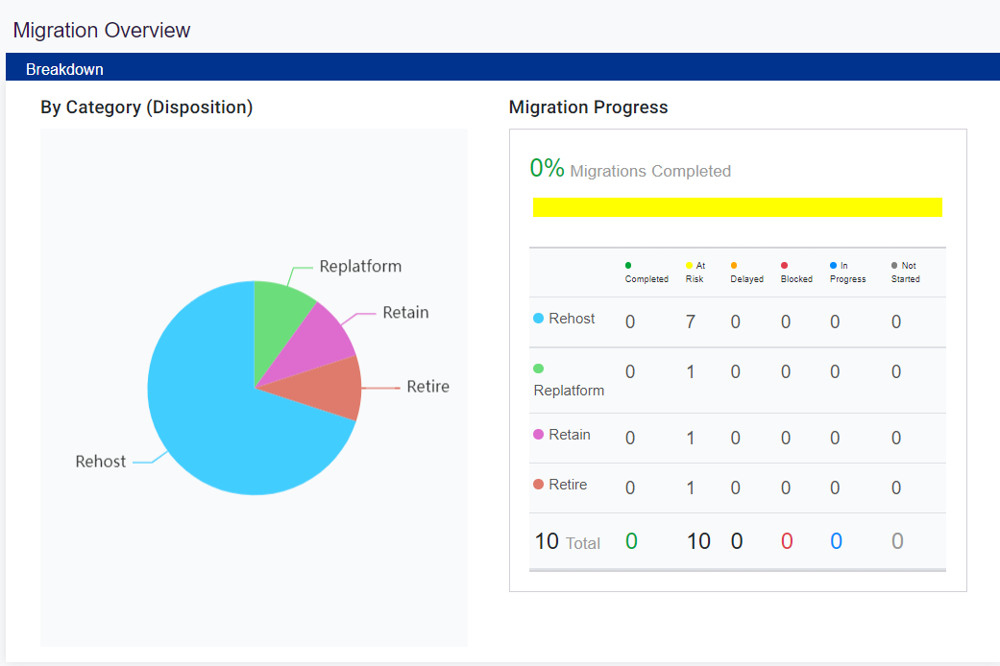 Migration Overview
Breakdown
By Category (Disposition)
Replatform
Retain
Retire
Rehost
Migration Progress
0% Migrations Completed
Completed At Risk Delayed Blocked In Progress Not Started
Rehost 0 7 0 0 0 0
Replatform 0 1 0 0 0 0
Retain 0 1 0 0 0 0
Retire 0 1 0 0 0 0
10 Total 0 10 0 0 0 0